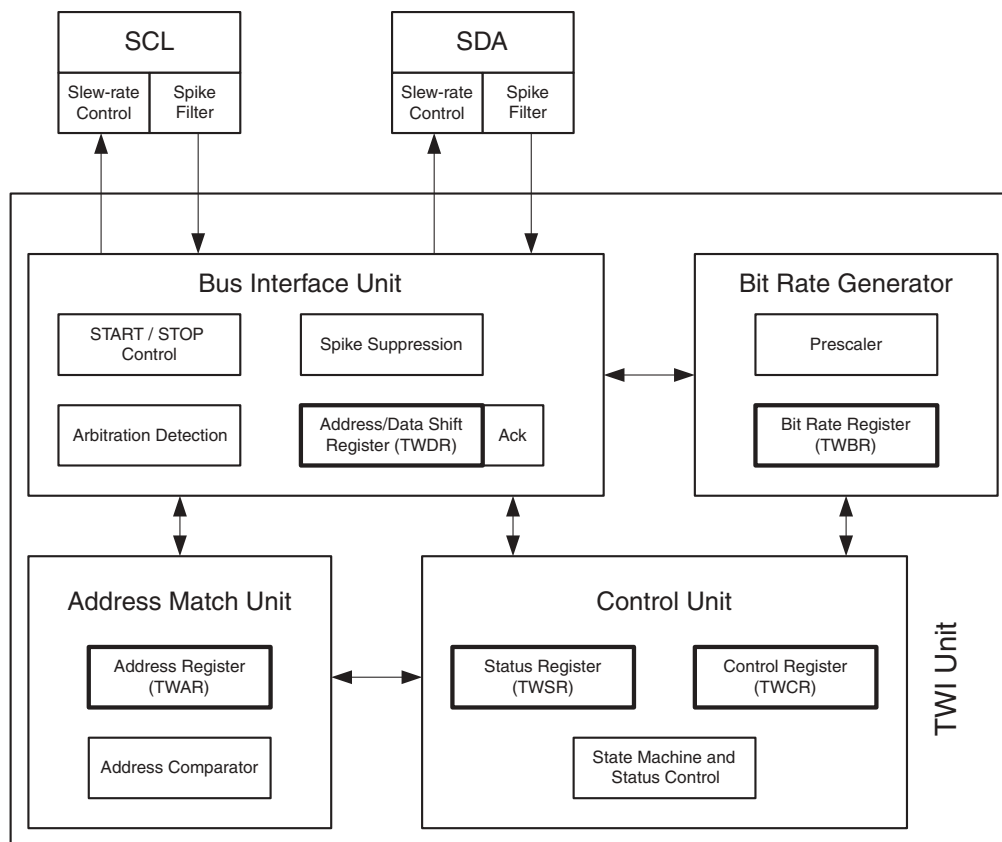 SCL
SDA
Slew-rate
Control
Spike
Filter
Slew-rate
Control
Spike
Filter
Bus Interface Unit
Bit Rate Generator
START / STOP
Control
Spike Suppression
Prescaler
Arbitration Detection
Address/Data Shift
Register (TWDR)
Ack
Bit Rate Register
(TWBR)
Address Match Unit
Control Unit
Address Register
(TWAR)
Status Register
(TWSR)
Control Register
(TWCR)
Address Comparator
State Machine and
Status Control
TWI Unit